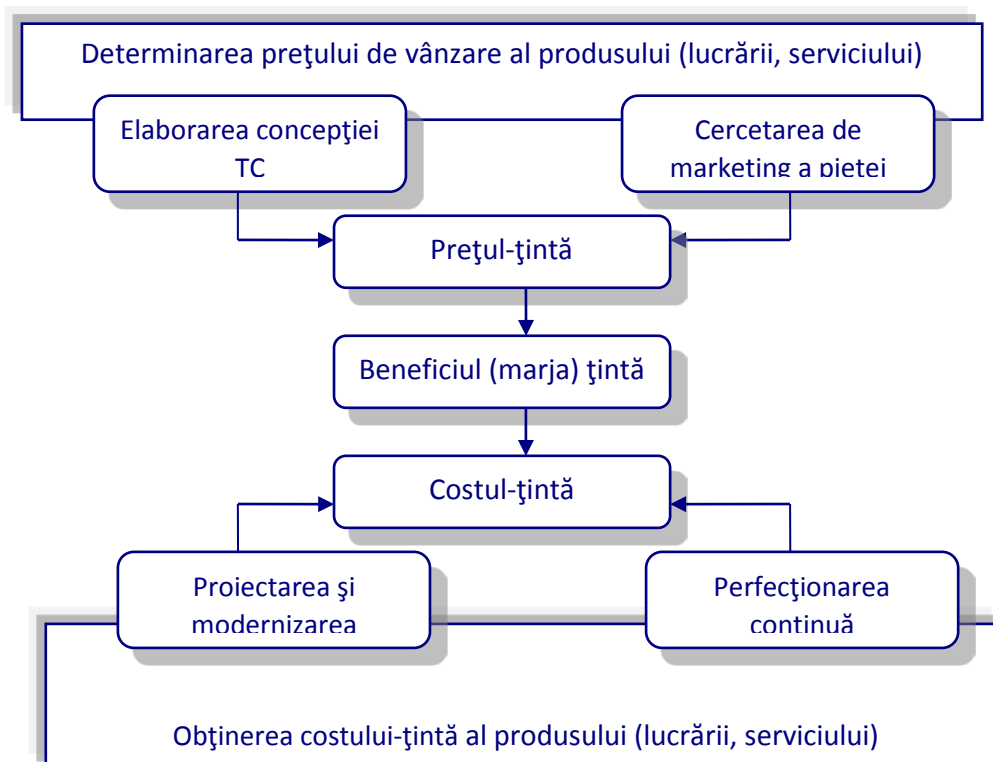 Determinarea preţului de vânzare al produsului (lucrării, serviciului)
Elaborarea concepţiei
TC
Cercetarea de
marketing a pieţei
Preţul-ţintă
Beneficiul (marja) ţintă
Costul-ţintă
Proiectarea şi
modernizarea
Perfecţionarea
continuă
Obţinerea costului-ţintă al produsului (lucrării, serviciului)